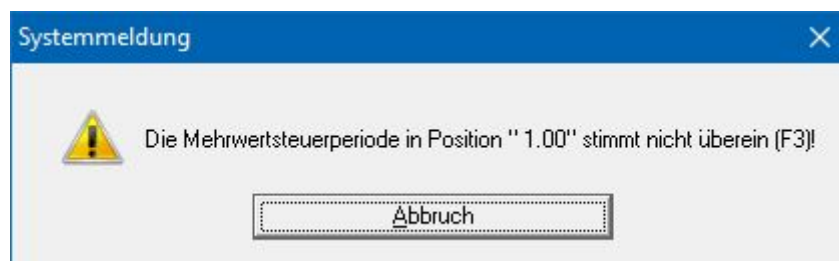 Systemmeldung
Die Mehrwertsteuerperiode in Position " 1.00" stimmt nicht überein (F3)!
Abbruch